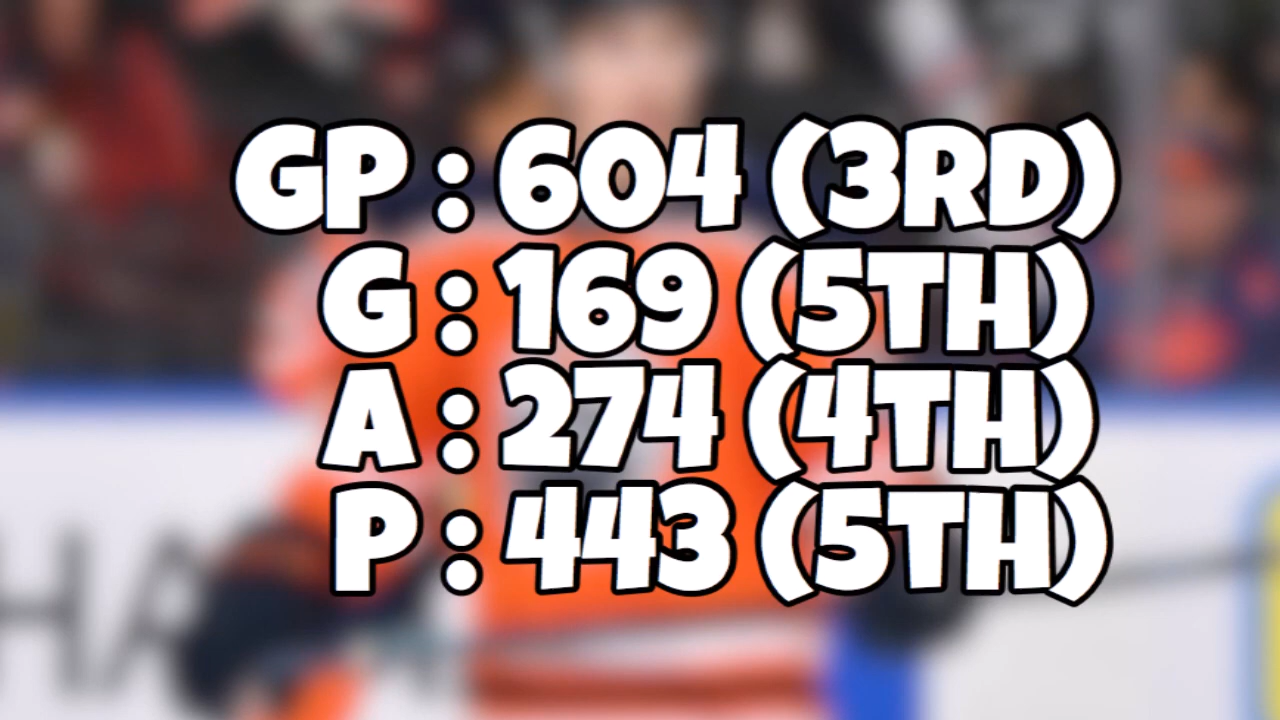 GP : 604 (3RD)
G : 169 (5TH)
A : 274 (4TH)
P : 443 (5TH)